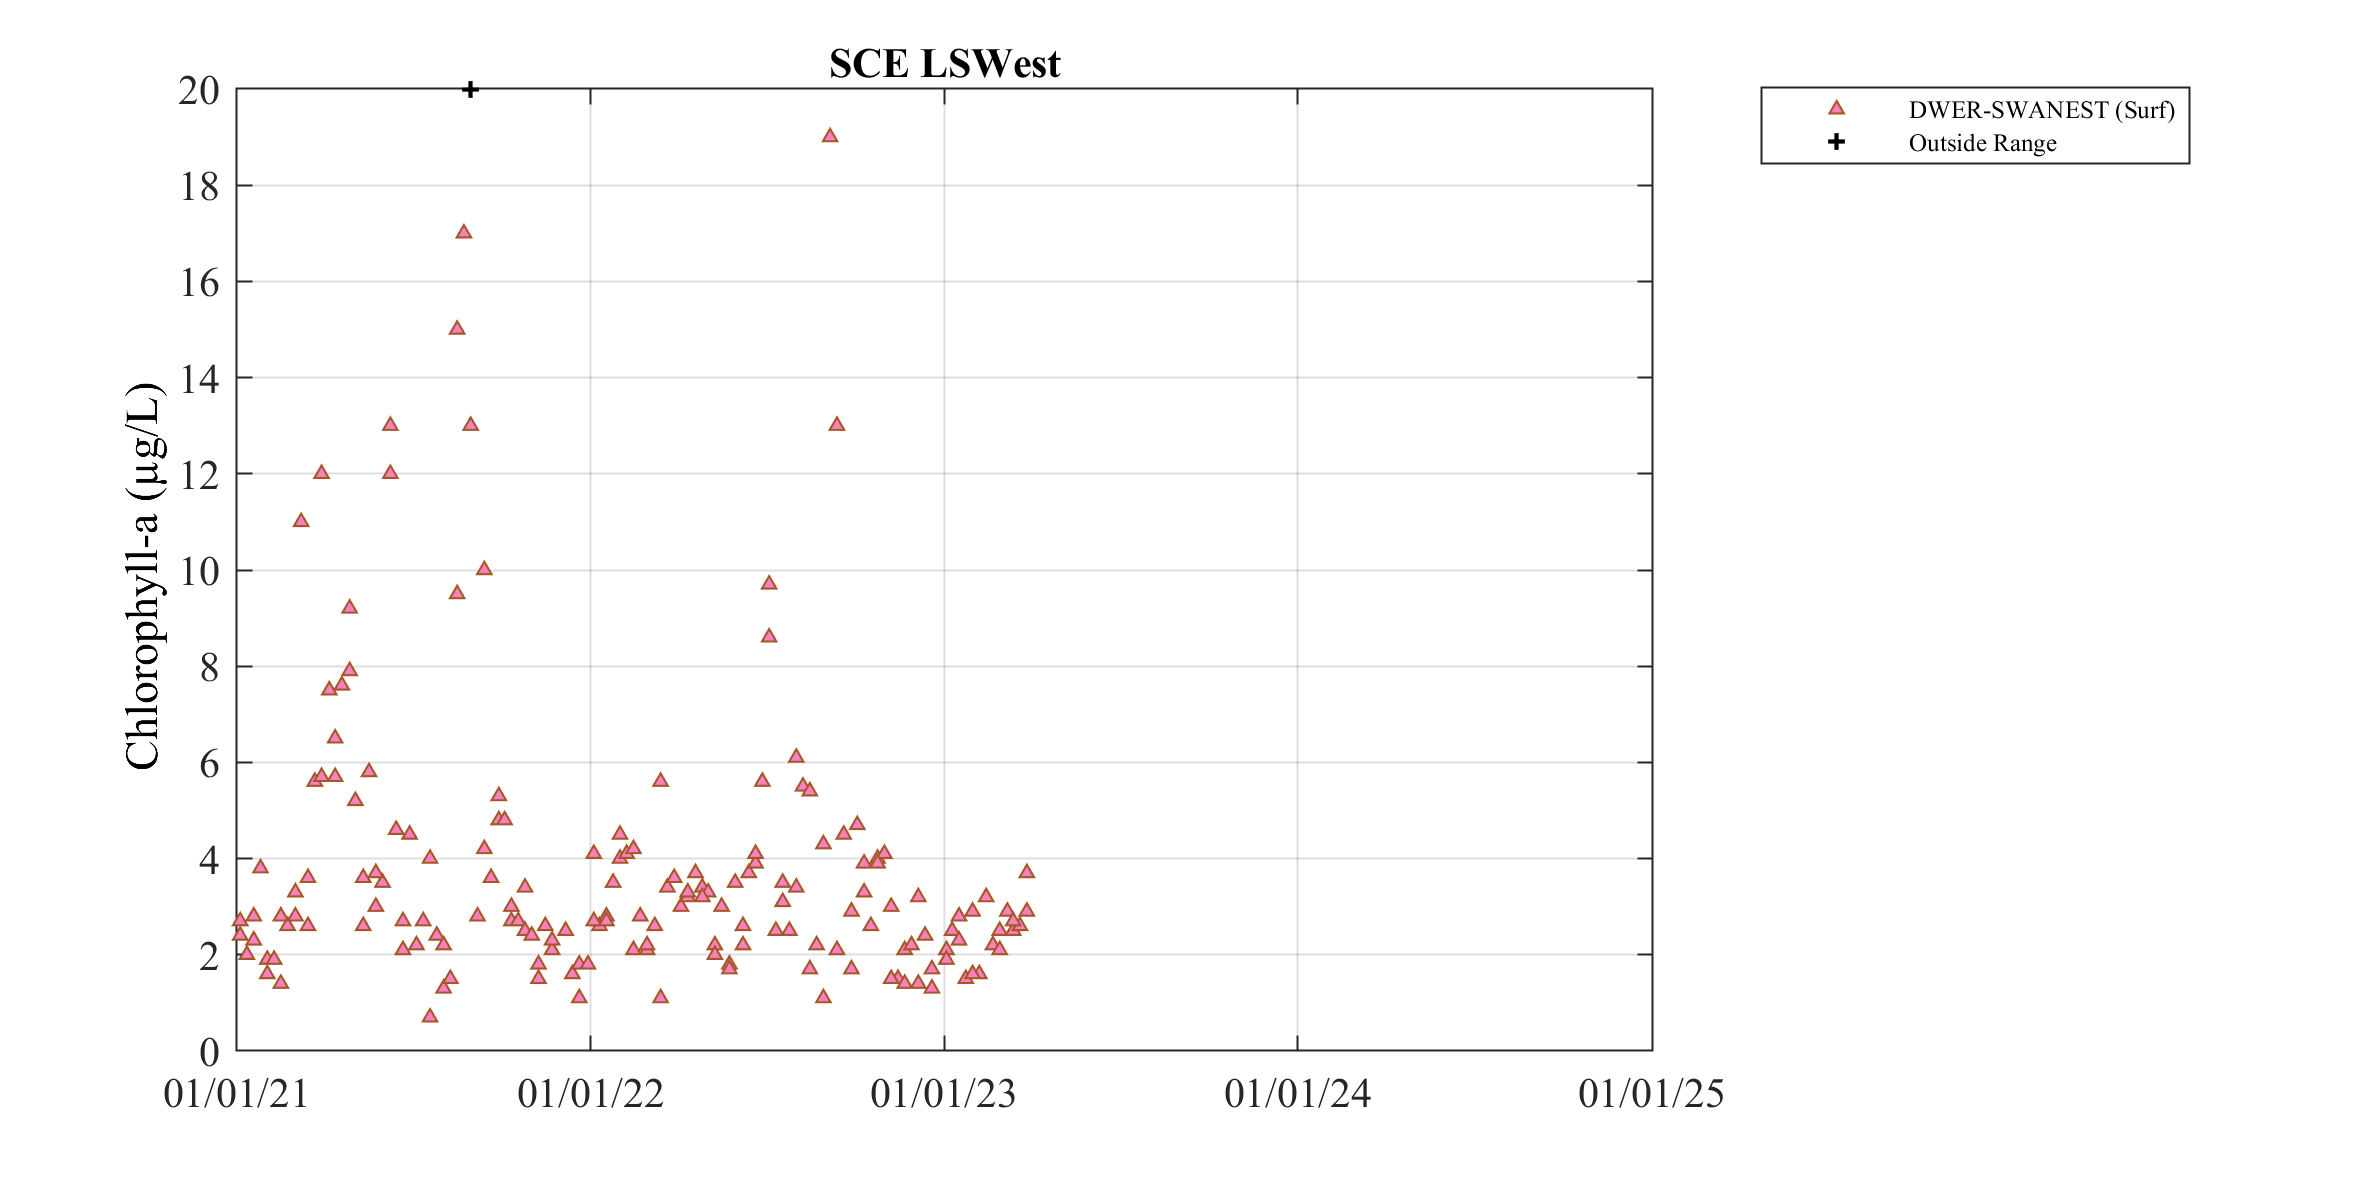 SCE LSWest
20
18
16
14
12
10
8
6
4
2
0
Chlorophyll-a (µg/L)
01/01/21 01/01/22 01/01/23 01/01/24 01/01/25
DWER-SWANEST (Surf)
Outside Range